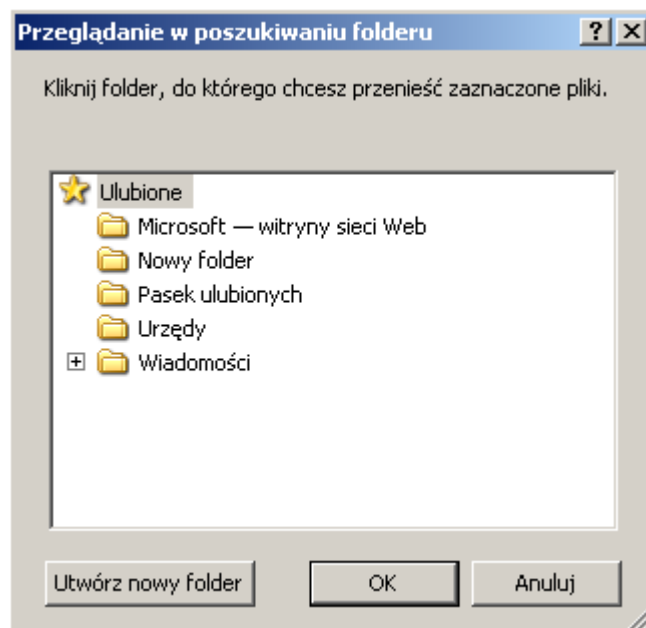 Przeglądanie w poszukiwaniu folderu
Kliknij folder, do którego chcesz przenieść zaznaczone pliki.
Ulubione
Microsoft — witryny sieci Web
Nowy folder
Pasek ulubionych
Urzędy
Wiadomości
Utwórz nowy folder OK Anuluj